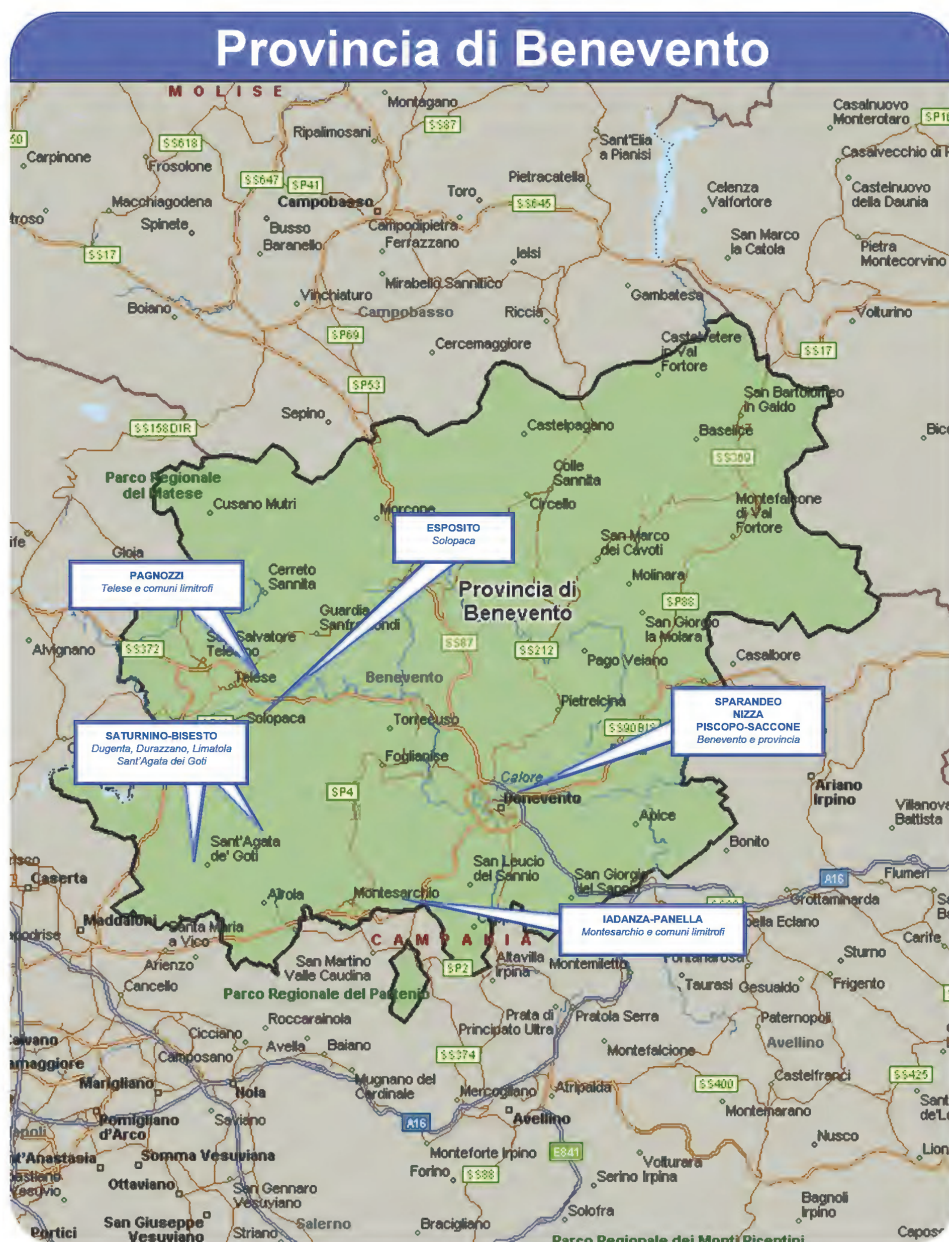 Provincia di Benevento
MOLISE
Montagano
Casalnuovo
Monterotaro
SS87
Ripalimosani
SS618
Sant'Elia
a Pianisi
Carpinone
Frosolone
Casalvecchio di
SS647
SP41
Pietracatella
Toro
Celenza
Valfortore
Castelnuovo
della Daunia
Macchiagodena
Campobasso
SS645
Spinete
Busso
Baranello
Campodipietra
Ferrazzano
San Marco
la Catola
Pietra
Montecorvino
SS17
Ielsi
Mirabello Sannitico
Gambatesa
Vinchiaturo
Boiano
Campobasso
Riccia
Volturino
SP69
Cercemaggiore
Castelvetere
in Val
Fortore
SS17
SP53
San Bartolomeo
in Galdo
Sepino
SS158DIR
Castelpagano
Baselice
SS369
Parco Regionale
del Matese
Colle
Sannita
Cusano Mutri
Circello
Montefalcone
di Val
Fortore
Morcone
ESPOSITO
Solopaca
San Marco
dei Cavoti
Gioia
PAGNOZZI
Telese e comuni limitrofi
Cerreto
Sannita
Molinara
Provincia di
Benevento
SP88
Guardia
Sanframondi
San Giorgio
la Molara
Alvignano
SS372
San Salvatore
Telesino
SS87
SS212
Pago Veiano
Casalbore
Telese
Benevento
Pietrelcina
SPARANDEO
NIZZA
PISCOPO-SACCONE
Benevento e provincia
Solopaca
Torrecuso
SS90BIS
SATURNINO-BISESTO
Dugenta, Durazzano, Limatola
Sant'Agata dei Goti
Foglianise
Calore
Benevento
Ariano
Irpino
SP4
Apice
Villanova
Battista
Sant'Agata
de' Goti
Bonito
San Leucio
del Sannio
San Giorgio
del Sannio
A16
Flumeri
Caserta
Airola
Montesarchio
Grottaminarda
Maddaloni
IADANZA-PANELLA
Montesarchio e comuni limitrofi
Santa Maria
a Vico
CAMPANIA
Carife
Arienzo
San Martino
Valle Caudina
SP2
Altavilla
Irpina
Montemiletto
Fontanarosa
Sturno
Cancello
Taurasi
Gesualdo
Frigento
Parco Regionale del Partenio
Roccarainola
Prata di
Principato Ultra
Pratola Serra
Paternopoli
Cicciano
Avella
Baiano
Avellino
Camposano
SS374
Montefalcione
Marigliano
Nola
Mugnano del
Cardinale
Mercogliano
Atripalda
SS400
Castelfranci
SS425
Pomigliano
d'Arco
Saviano
A16
Avellino
Montemarano
Nusco
Somma Vesuviana
Monteforte Irpino
E841
Ottaviano
Forino
SS88
Volturara
Irpina
San Gennaro
Vesuviano
Serino Irpina
Bagnoli
Irpino
San Giuseppe
Vesuviano
Salerno
Solofra
Portici
Striano
Bracigliano
Parco Regionale dei Monti Picentini